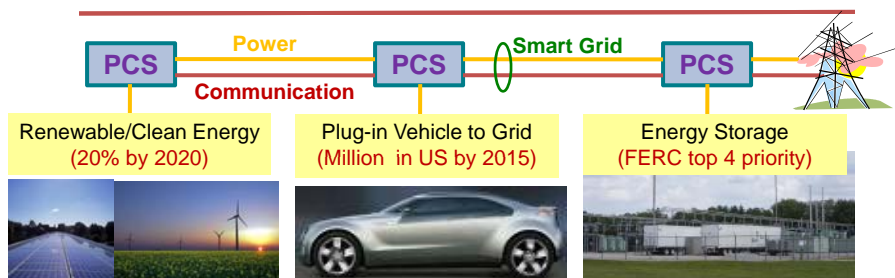 Power
Smart Grid
PCS
PCS
PCS
Communication
Renewable/Clean Energy
(20% by 2020)
Plug-in Vehicle to Grid
(Million in US by 2015)
Energy Storage
(FERC top 4 priority)